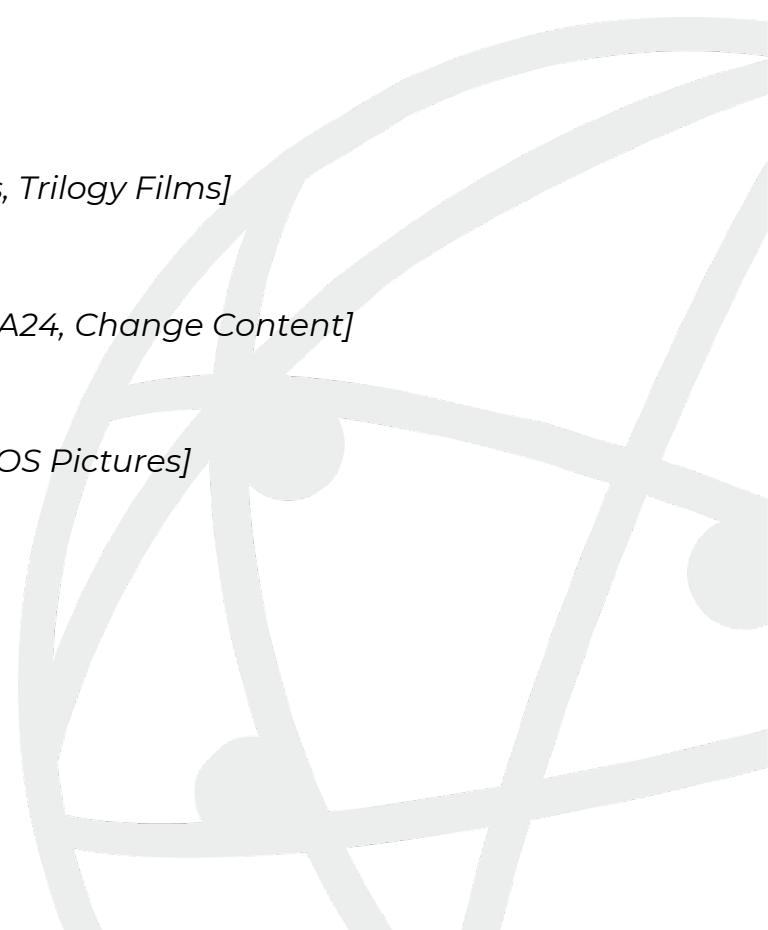 s, Trilogy Films]
A24, Change Content]
OS Pictures]